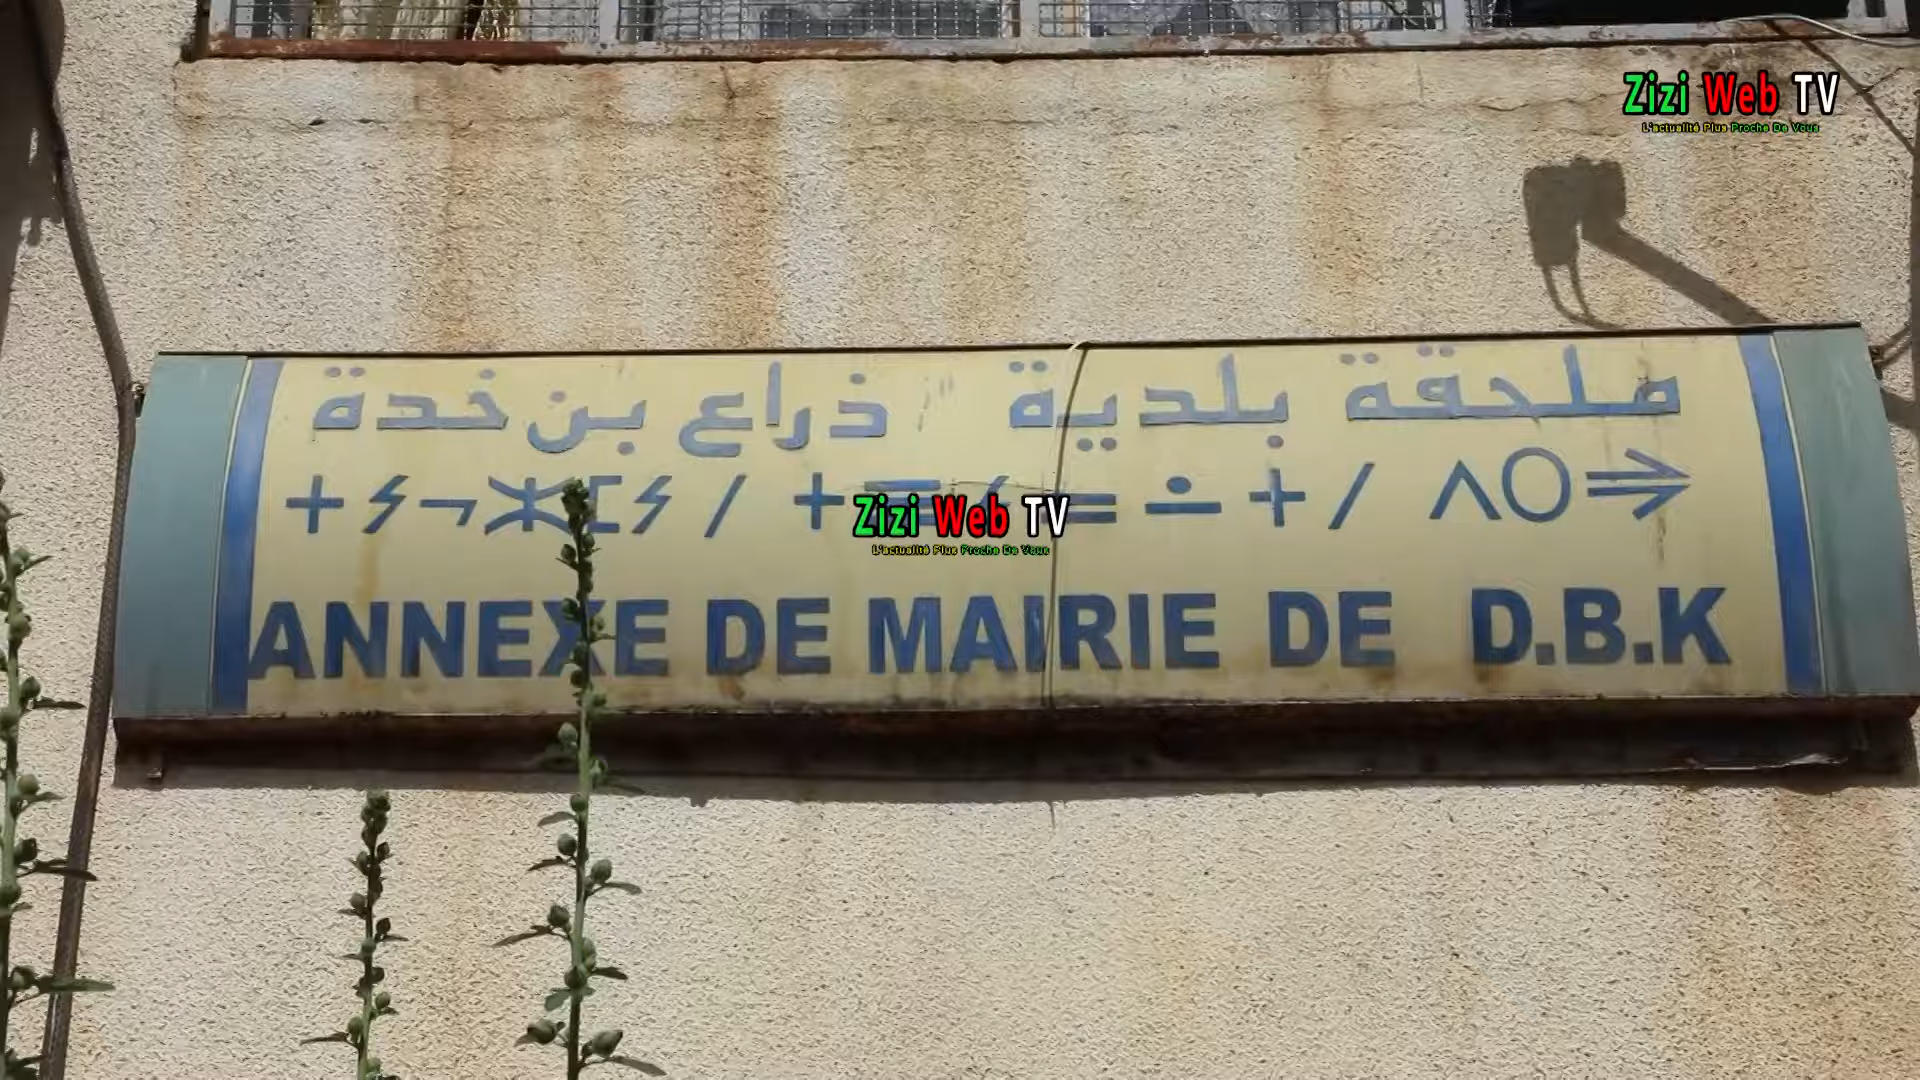 Zizi Web TV
L'actualité Plus Proche De Vous
ملحقة بلدية ذراع بن خدة
Zizi Web TV
L'actualité Plus Proche De Vous
ANNEXE DE MAIRIE DE D.B.K